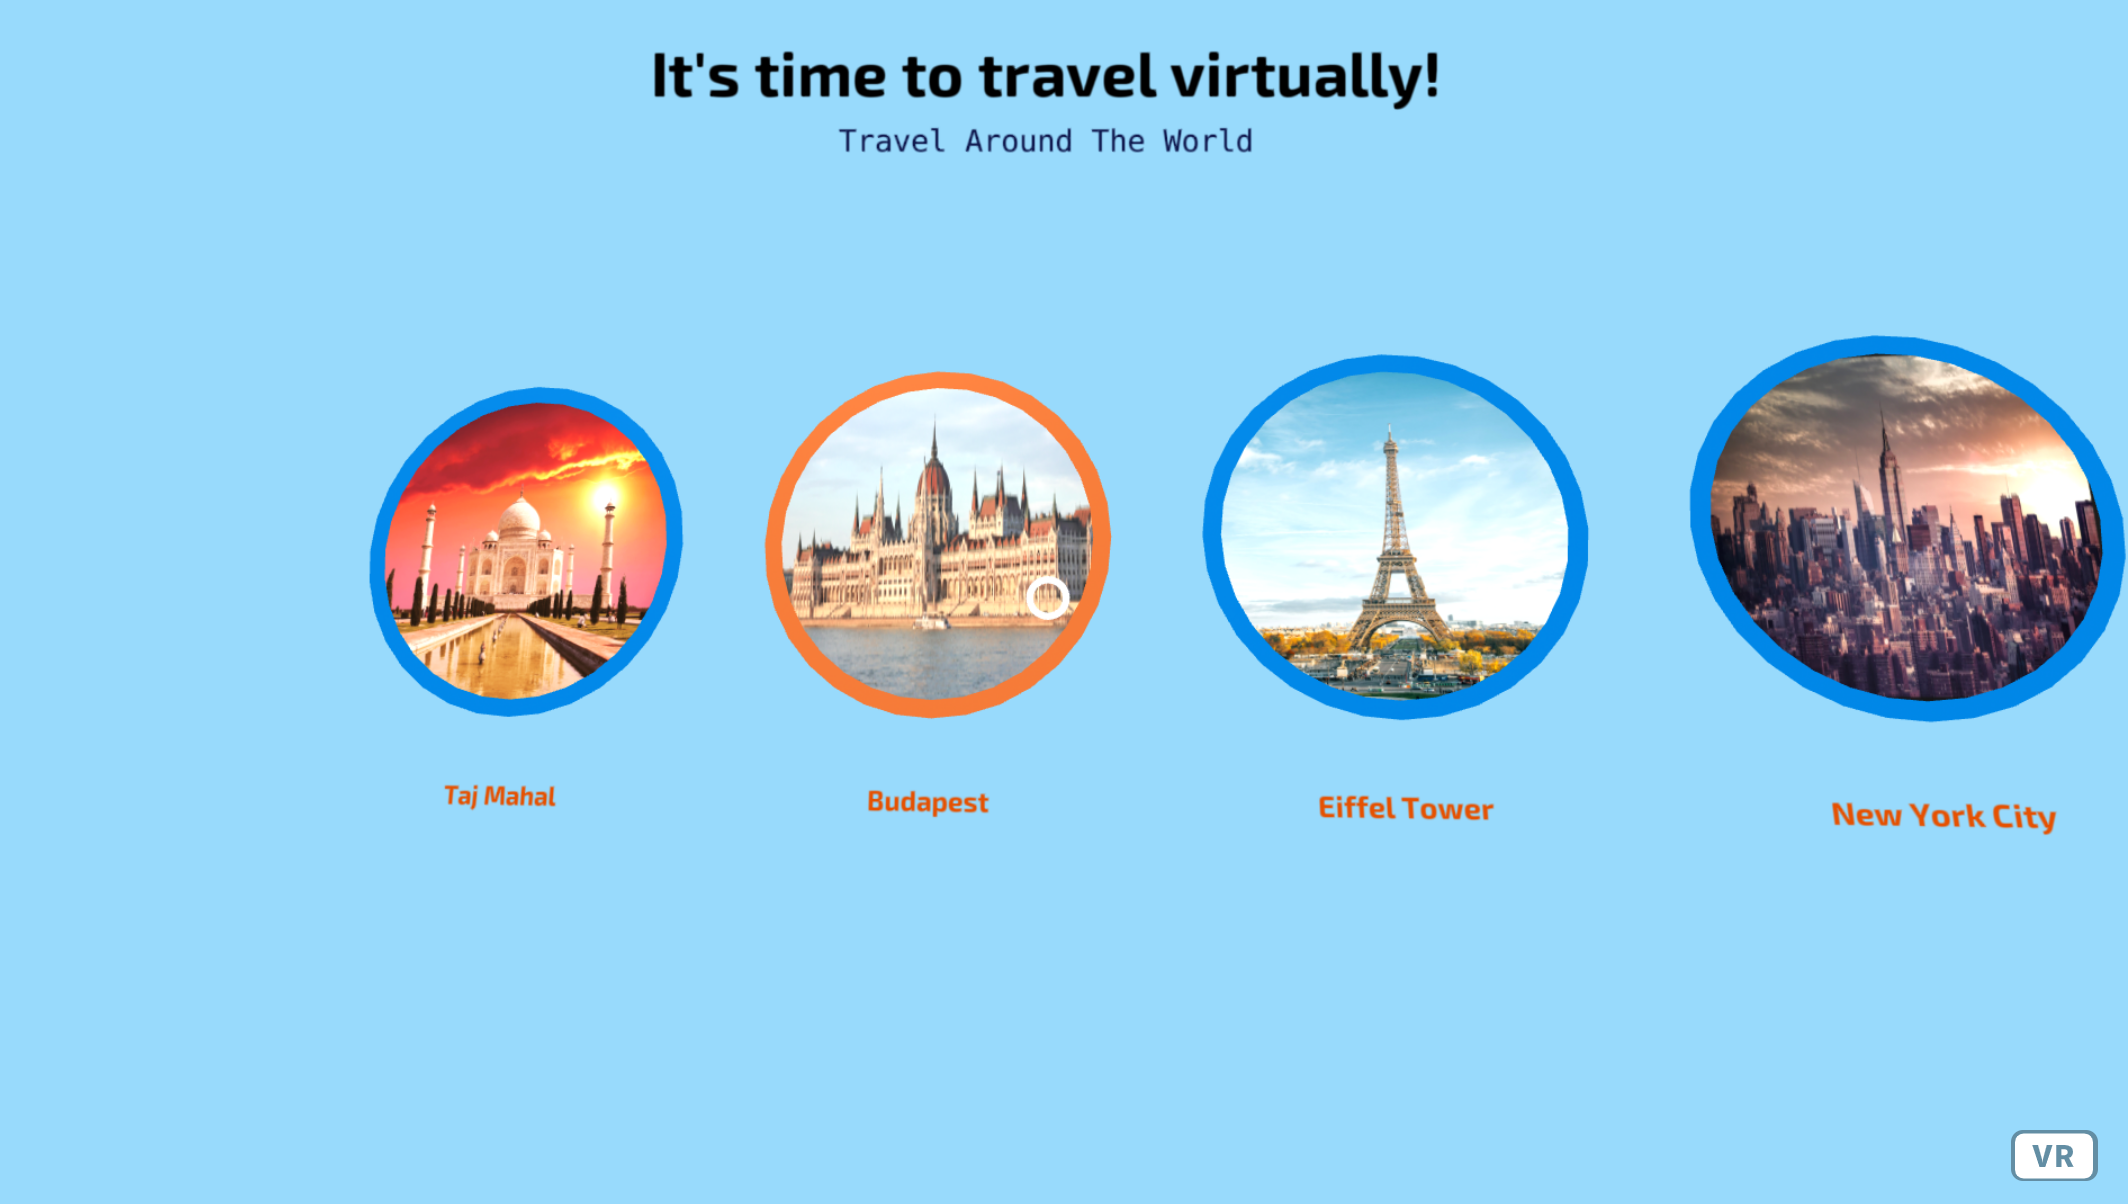 It's time to travel virtually!
Travel Around The World
Taj Mahal
Budapest
Eiffel Tower
New York City
VR